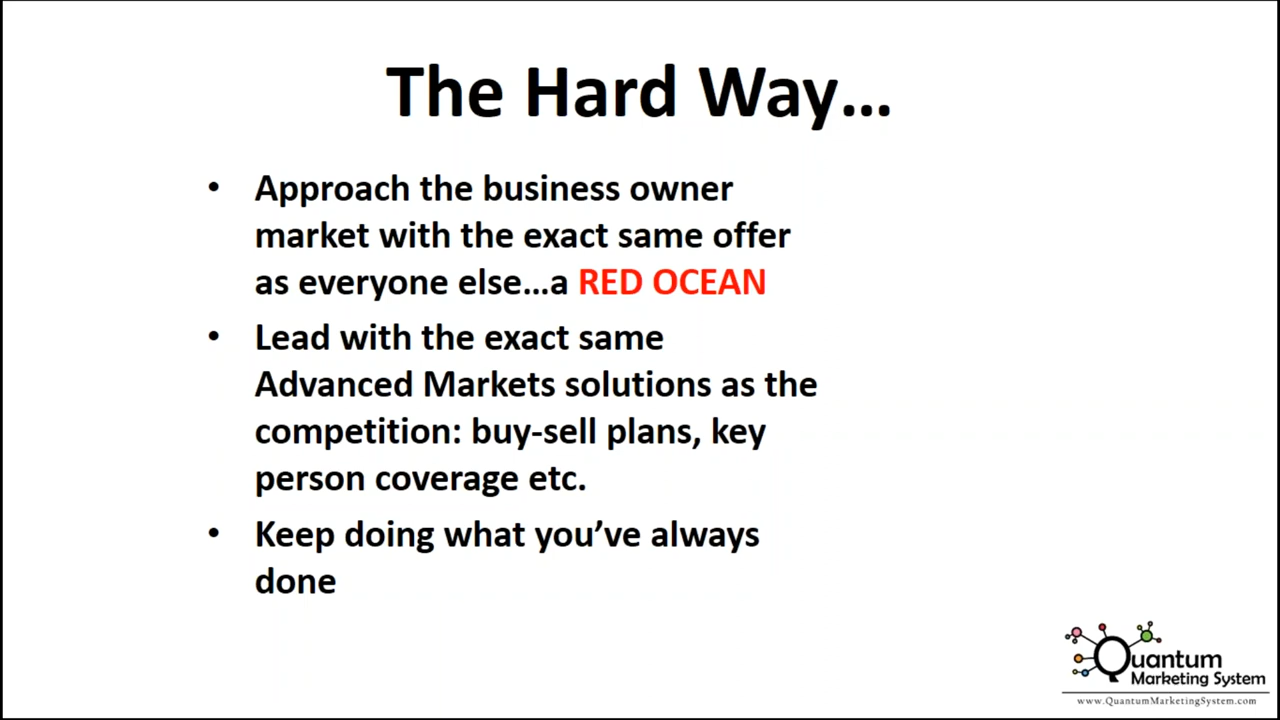 The Hard Way…
• Approach the business owner
market with the exact same offer
as everyone else…a RED OCEAN
• Lead with the exact same
Advanced Markets solutions as the
competition: buy-sell plans, key
person coverage etc.
• Keep doing what you’ve always
done
Quantum
Marketing System
www.QuantumMarketingSystem.com